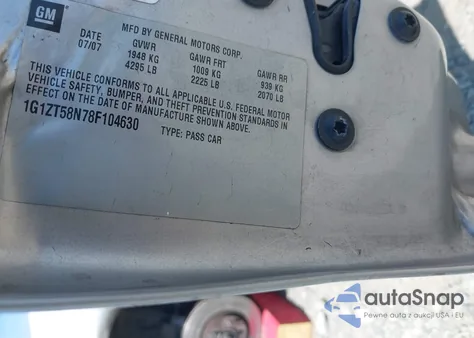 GM
MFD BY GENERAL MOTORS CORP.
DATE GVWR GAWR FRT GAWR RR
07/07 1948 KG 1009 KG 939 KG
4295 LB 2225 LB 2070 LB
THIS VEHICLE CONFORMS TO ALL APPLICABLE U.S. FEDERAL MOTOR
VEHICLE SAFETY, BUMPER, AND THEFT PREVENTION STANDARDS IN
EFFECT ON THE DATE OF MANUFACTURE SHOWN ABOVE.
1G1ZT58N78F104630
TYPE: PASS CAR
autaSnap
Pewne auta z aukcji USA i EU